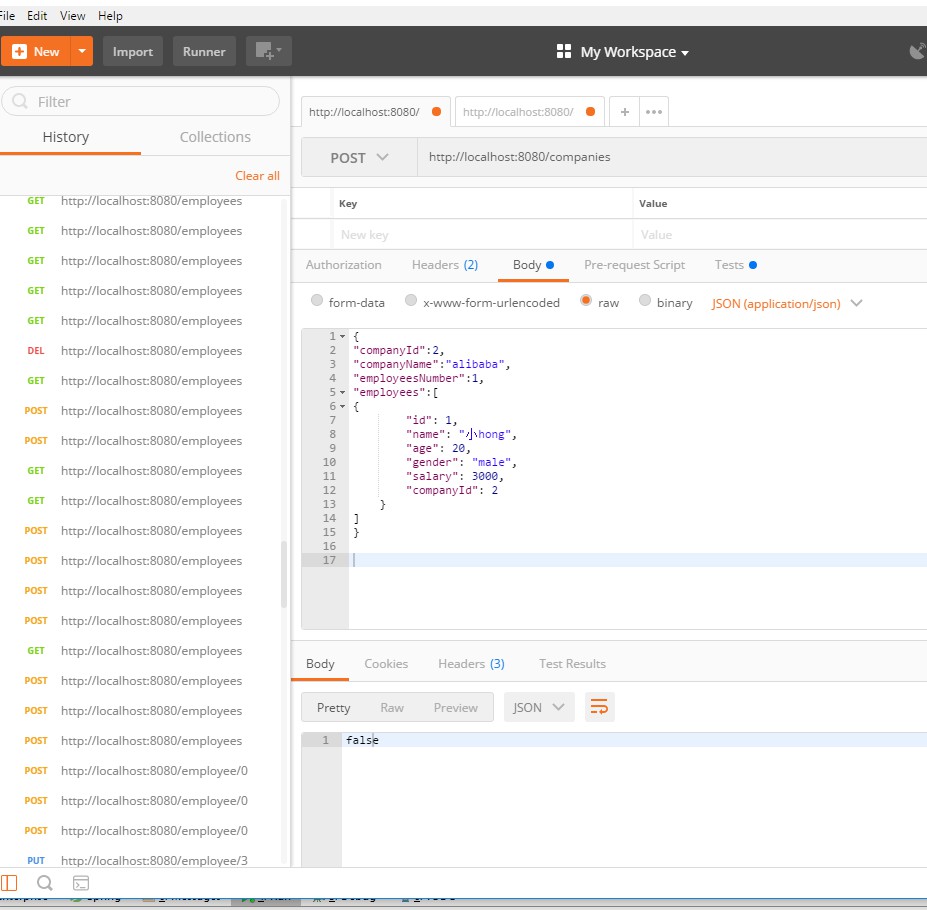 File Edit View Help
New Import Runner My Workspace
Filter
History Collections
Clear all
GET http://localhost:8080/employees
GET http://localhost:8080/employees
GET http://localhost:8080/employees
GET http://localhost:8080/employees
GET http://localhost:8080/employees
DEL http://localhost:8080/employees
GET http://localhost:8080/employees
POST http://localhost:8080/employees
POST http://localhost:8080/employees
GET http://localhost:8080/employees
GET http://localhost:8080/employees
POST http://localhost:8080/employees
POST http://localhost:8080/employees
POST http://localhost:8080/employees
POST http://localhost:8080/employees
GET http://localhost:8080/employees
POST http://localhost:8080/employees
POST http://localhost:8080/employees
POST http://localhost:8080/employees
POST http://localhost:8080/employee/0
POST http://localhost:8080/employee/0
POST http://localhost:8080/employee/0
PUT http://localhost:8080/employee/3
http://localhost:8080/ http://localhost:8080/ + •••
POST http://localhost:8080/companies
Key Value
New key Value
Authorization Headers (2) Body Pre-request Script Tests
form-data x-www-form-urlencoded raw binary JSON (application/json)
1 {
2 "companyId":2,
3 "companyName":"alibaba",
4 "employeesNumber":1,
5 "employees":[
6 {
7 "id": 1,
8 "name": "小hong",
9 "age": 20,
10 "gender": "male",
11 "salary": 3000,
12 "companyId": 2
13 }
14 ]
15 }
16
17
Body Cookies Headers (3) Test Results
Pretty Raw Preview JSON
1 false